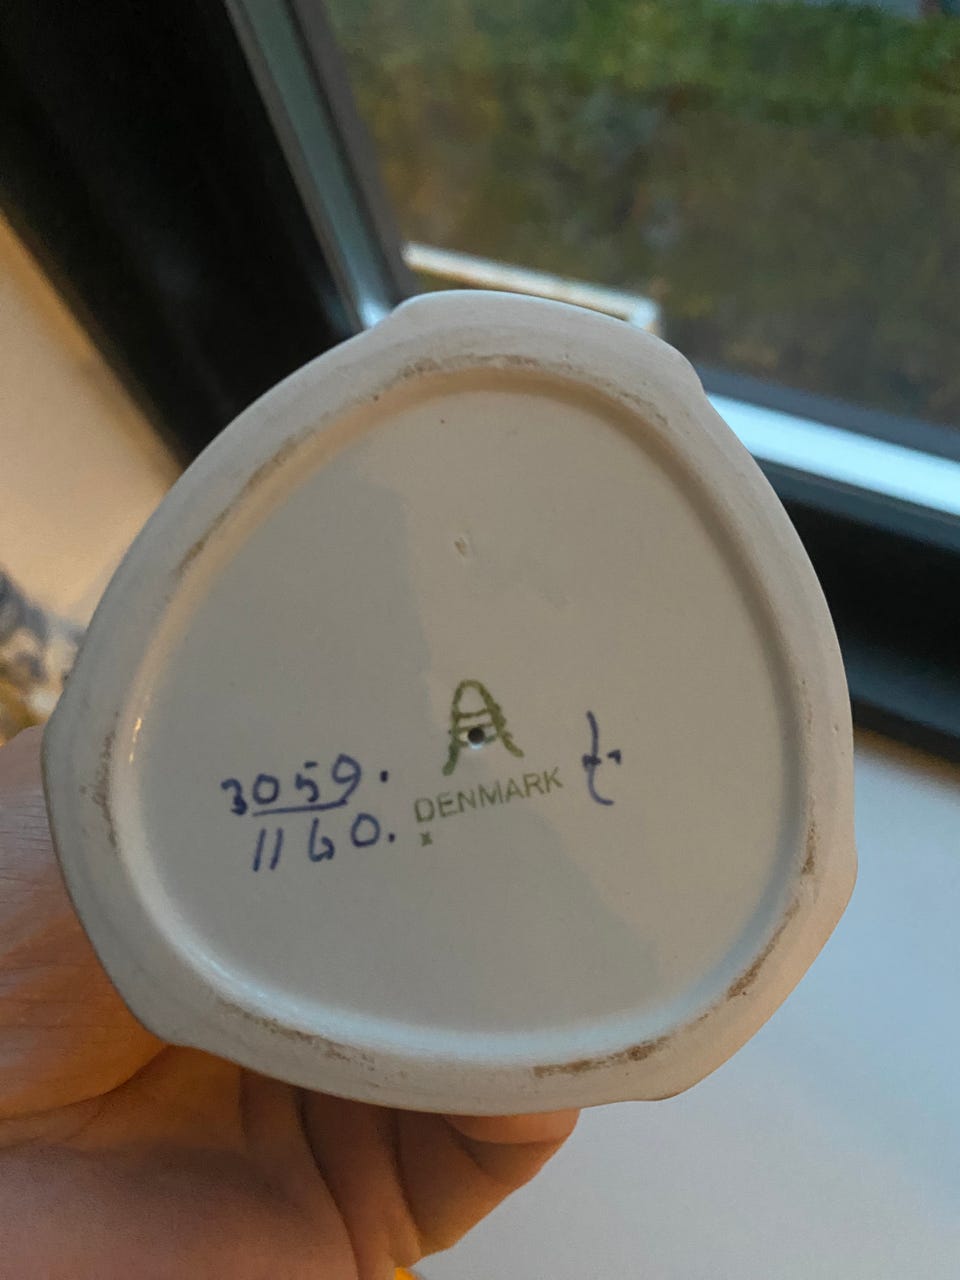 A
DENMARK
x
3059.
1160.